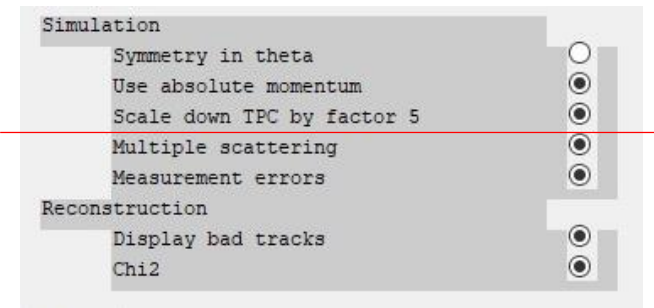 Simulation
Symmetry in theta
Use absolute momentum
Scale down TPC by factor 5
Multiple scattering
Measurement errors
Reconstruction
Display bad tracks
Chi2